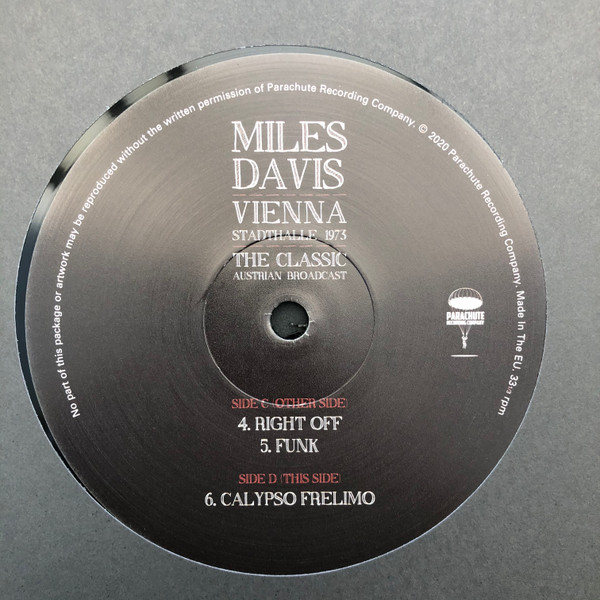 No part of this package or artwork may be reproduced without the written permission of Parachute Recording Company. © 2020 Parachute Recording Company. Made In The EU. 33 1/3 rpm
MILES
DAVIS
VIENNA
STADTHALLE 1973
THE CLASSIC
AUSTRIAN BROADCAST
PARACHUTE
RECORDING COMPANY
SIDE C (OTHER SIDE)
4. RIGHT OFF
5. FUNK
SIDE D (THIS SIDE)
6. CALYPSO FRELIMO